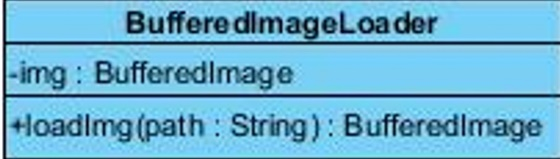 BufferedImageLoader
-img : BufferedImage
+loadImg(path : String) : BufferedImage